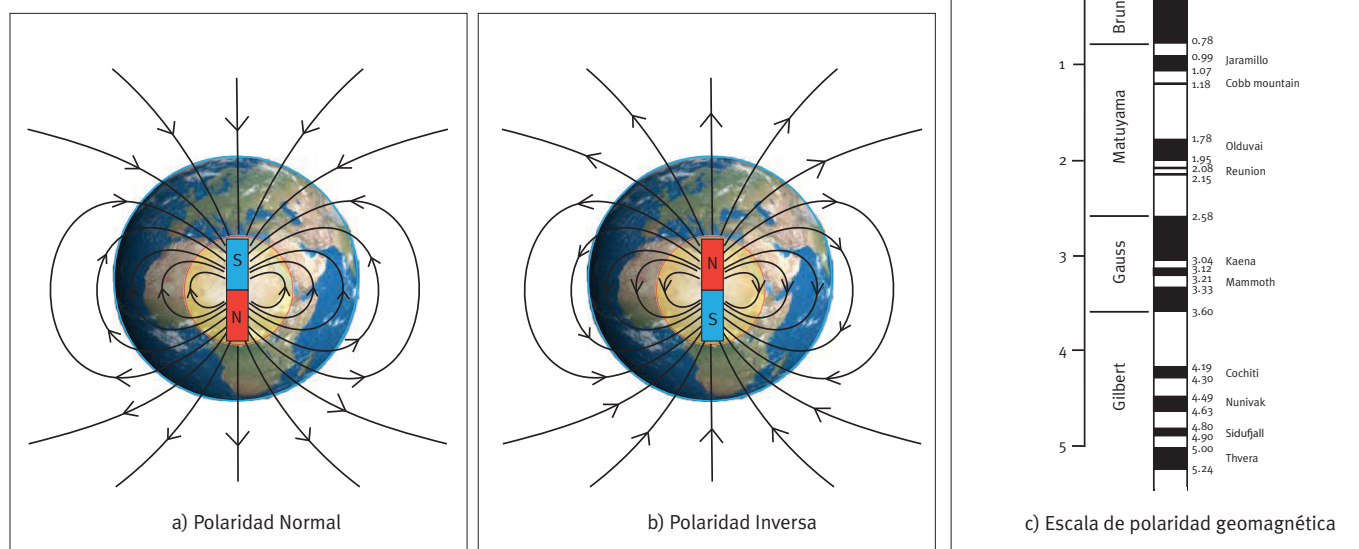 S
N
a) Polaridad Normal
N
S
b) Polaridad Inversa
1
2
3
4
5
Brun
Matuyama
Gauss
Gilbert
0.78
0.99
Jaramillo
1.07
1.18
Cobb mountain
1.78
Olduvai
1.95
2.08
Reunion
2.15
2.58
3.04
Kaena
3.12
3.21
Mammoth
3.33
3.60
4.19
Cochiti
4.30
4.49
Nunivak
4.63
4.80
Sidufjall
4.90
5.00
Thvera
5.24
c) Escala de polaridad geomagnética